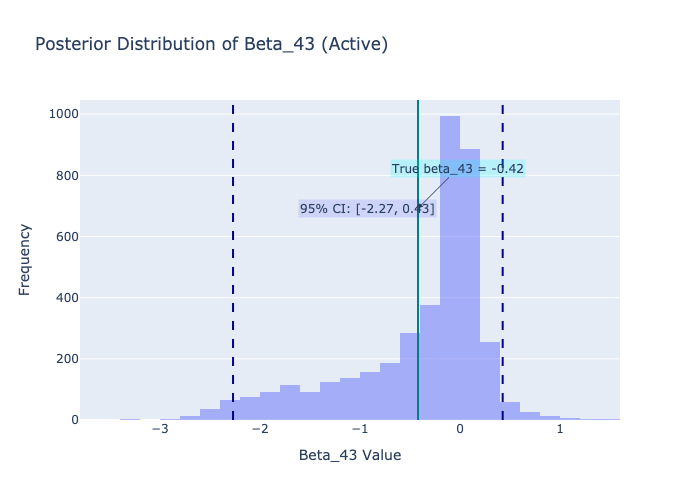 Posterior Distribution of Beta_43 (Active)
1000
800
600
400
200
0
Frequency
True beta_43 = -0.42
95% CI: [-2.27, 0.43]
−3
−2
−1
0
1
Beta_43 Value